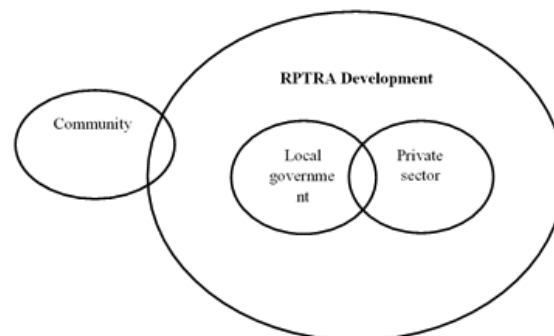 RPTRA Development
Community
Local
governme
nt
Private
sector